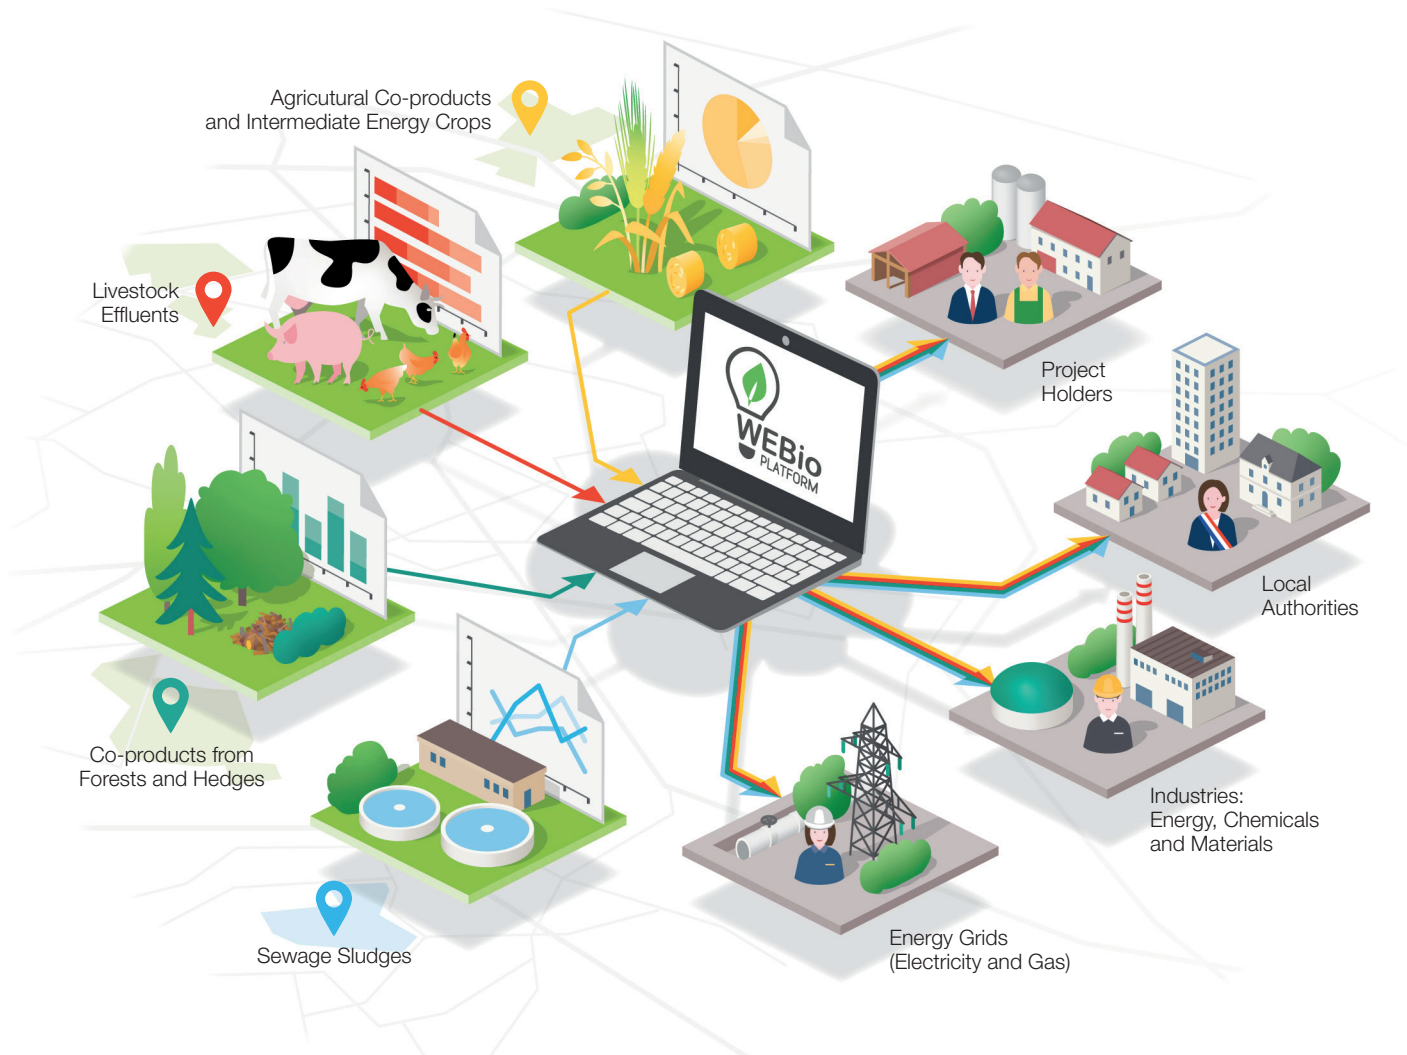 Agricutural Co-products
and Intermediate Energy Crops
Livestock
Effluents
Co-products from
Forests and Hedges
Sewage Sludges
WEBio
PLATFORM
Project
Holders
Local
Authorities
Industries:
Energy, Chemicals
and Materials
Energy Grids
(Electricity and Gas)